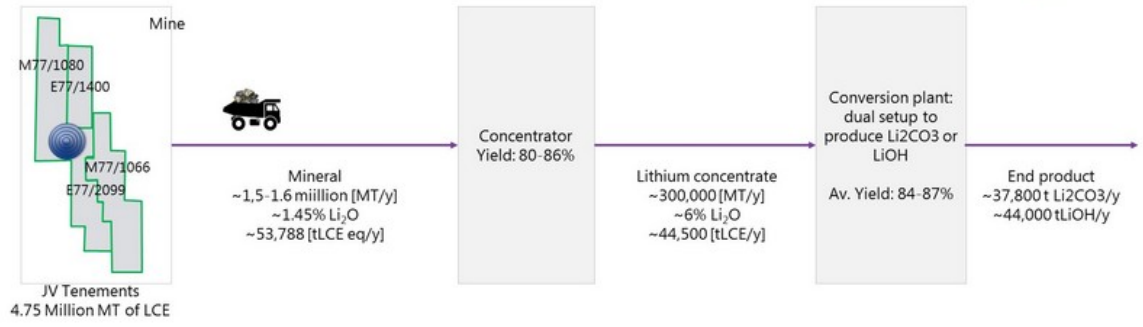 Mine
M77/1080
E77/1400
M77/1066
E77/2099
JV Tenements
4.75 Million MT of LCE
Mineral
~1,5-1.6 miillion [MT/y]
~1.45% Li₂O
~53,788 [tLCE eq/y]
Concentrator
Yield: 80-86%
Lithium concentrate
~300,000 [MT/y]
~6% Li₂O
~44,500 [tLCE/y]
Conversion plant:
dual setup to
produce Li2CO3 or
LiOH
Av. Yield: 84-87%
End product
~37,800 t Li2CO3/y
~44,000 tLiOH/y